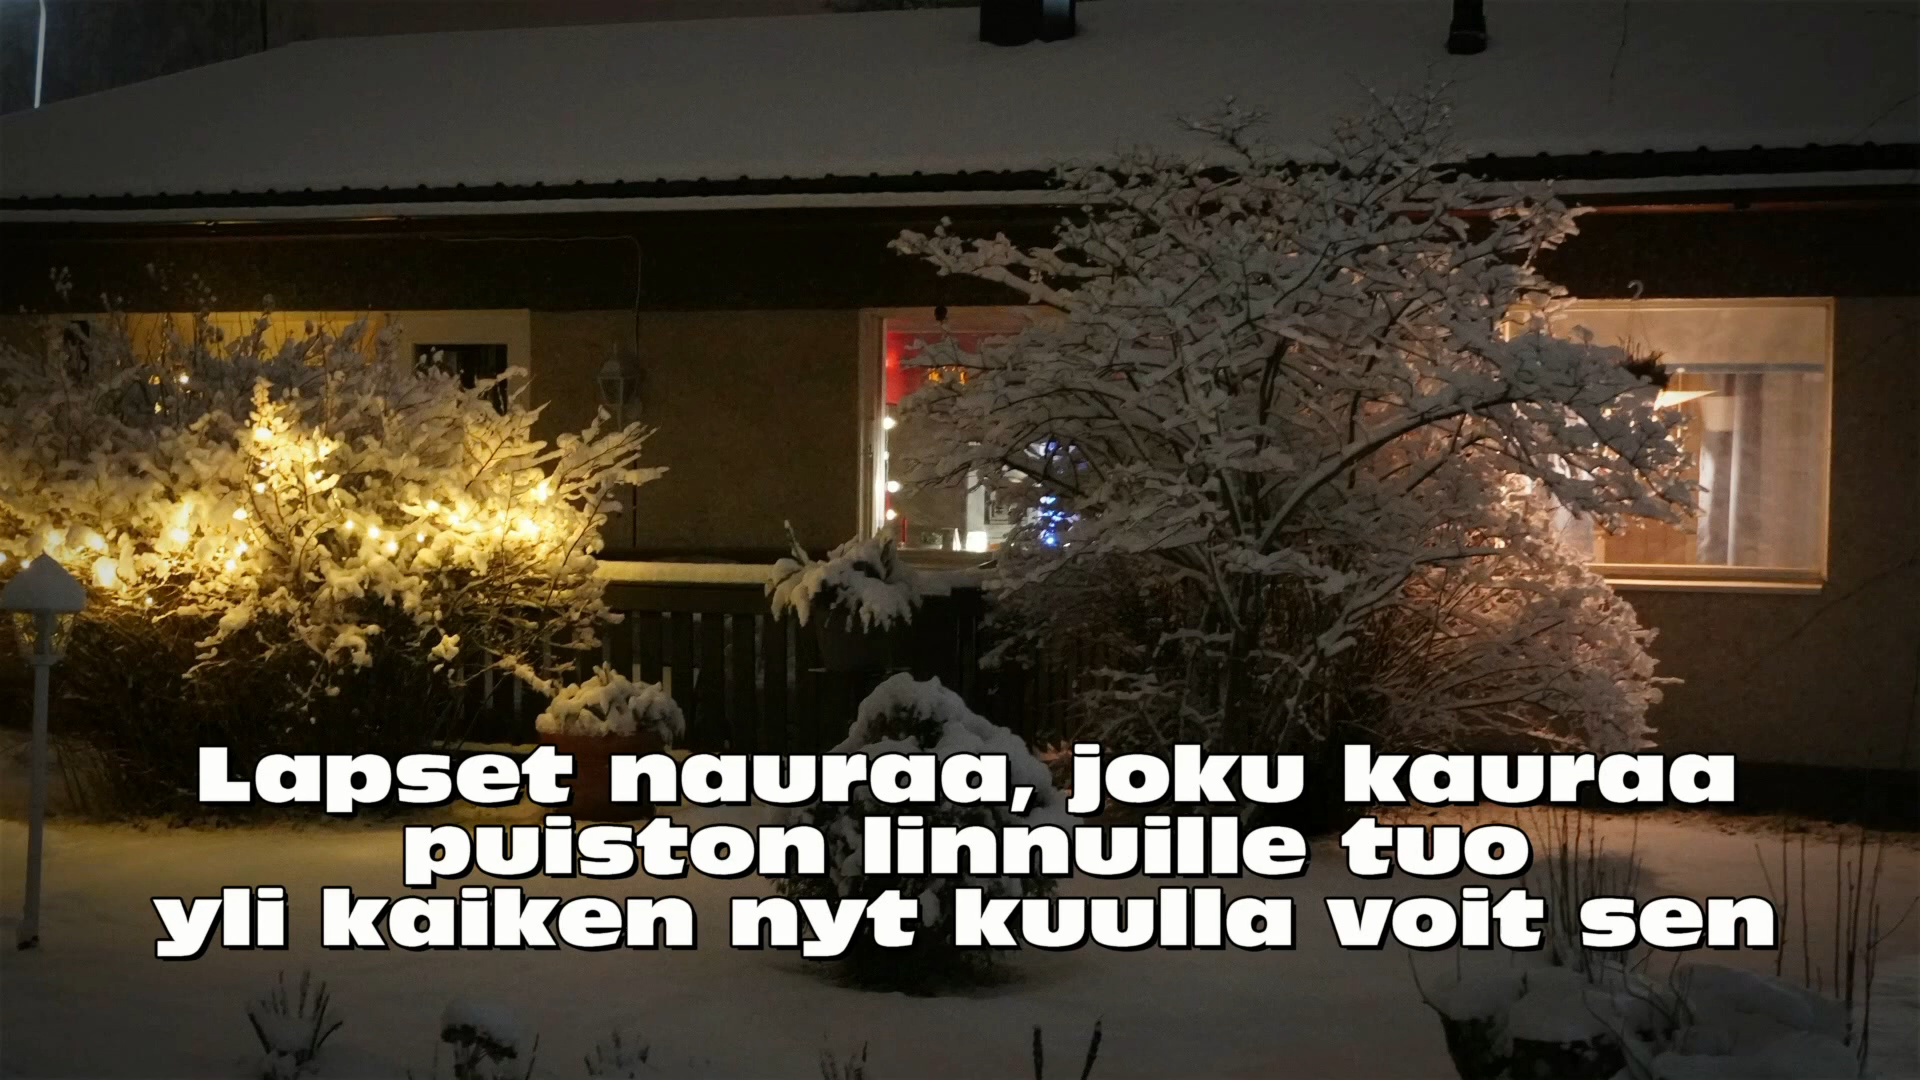 Lapset nauraa, joku kauraa
puiston linnuille tuo
yli kaiken nyt kuulla voit sen